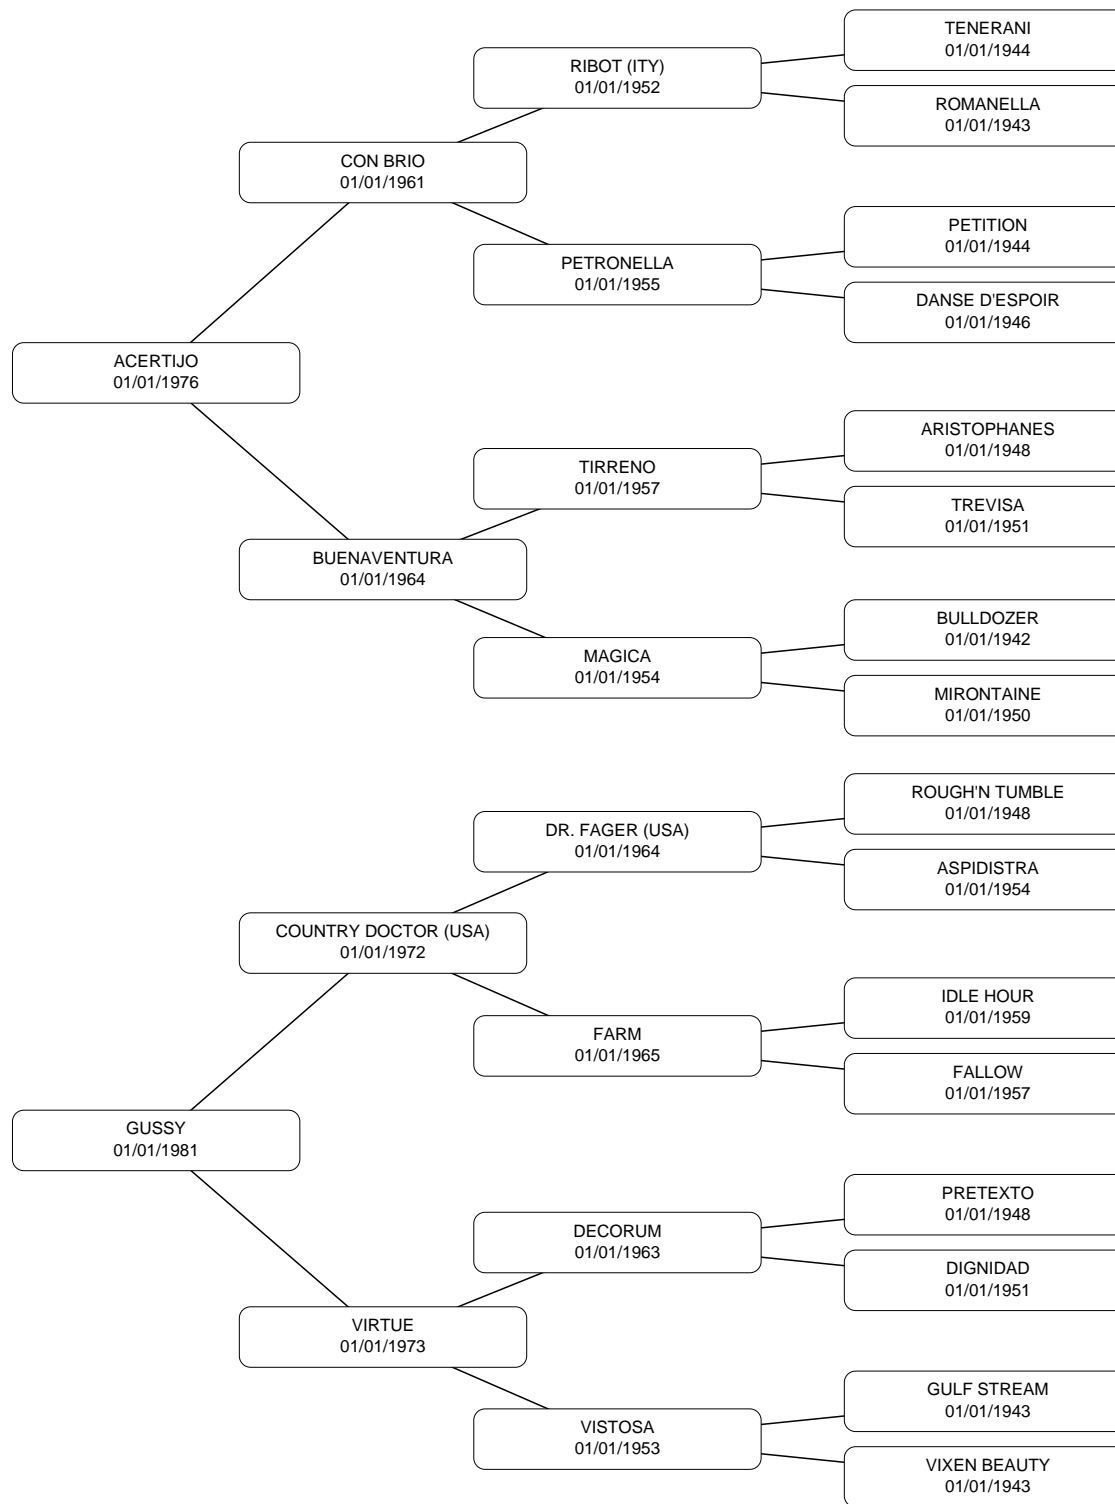 TENERANI
01/01/1944
RIBOT (ITY)
01/01/1952
ROMANELLA
01/01/1943
CON BRIO
01/01/1961
PETITION
01/01/1944
PETRONELLA
01/01/1955
DANSE D'ESPOIR
01/01/1946
ACERTIJO
01/01/1976
ARISTOPHANES
01/01/1948
TIRRENO
01/01/1957
TREVISA
01/01/1951
BUENAVENTURA
01/01/1964
BULLDOZER
01/01/1942
MAGICA
01/01/1954
MIRONTAINE
01/01/1950
ROUGH'N TUMBLE
01/01/1948
DR. FAGER (USA)
01/01/1964
ASPIDISTRA
01/01/1954
COUNTRY DOCTOR (USA)
01/01/1972
IDLE HOUR
01/01/1959
FARM
01/01/1965
FALLOW
01/01/1957
GUSSY
01/01/1981
PRETEXTO
01/01/1948
DECORUM
01/01/1963
DIGNIDAD
01/01/1951
VIRTUE
01/01/1973
GULF STREAM
01/01/1943
VISTOSA
01/01/1953
VIXEN BEAUTY
01/01/1943